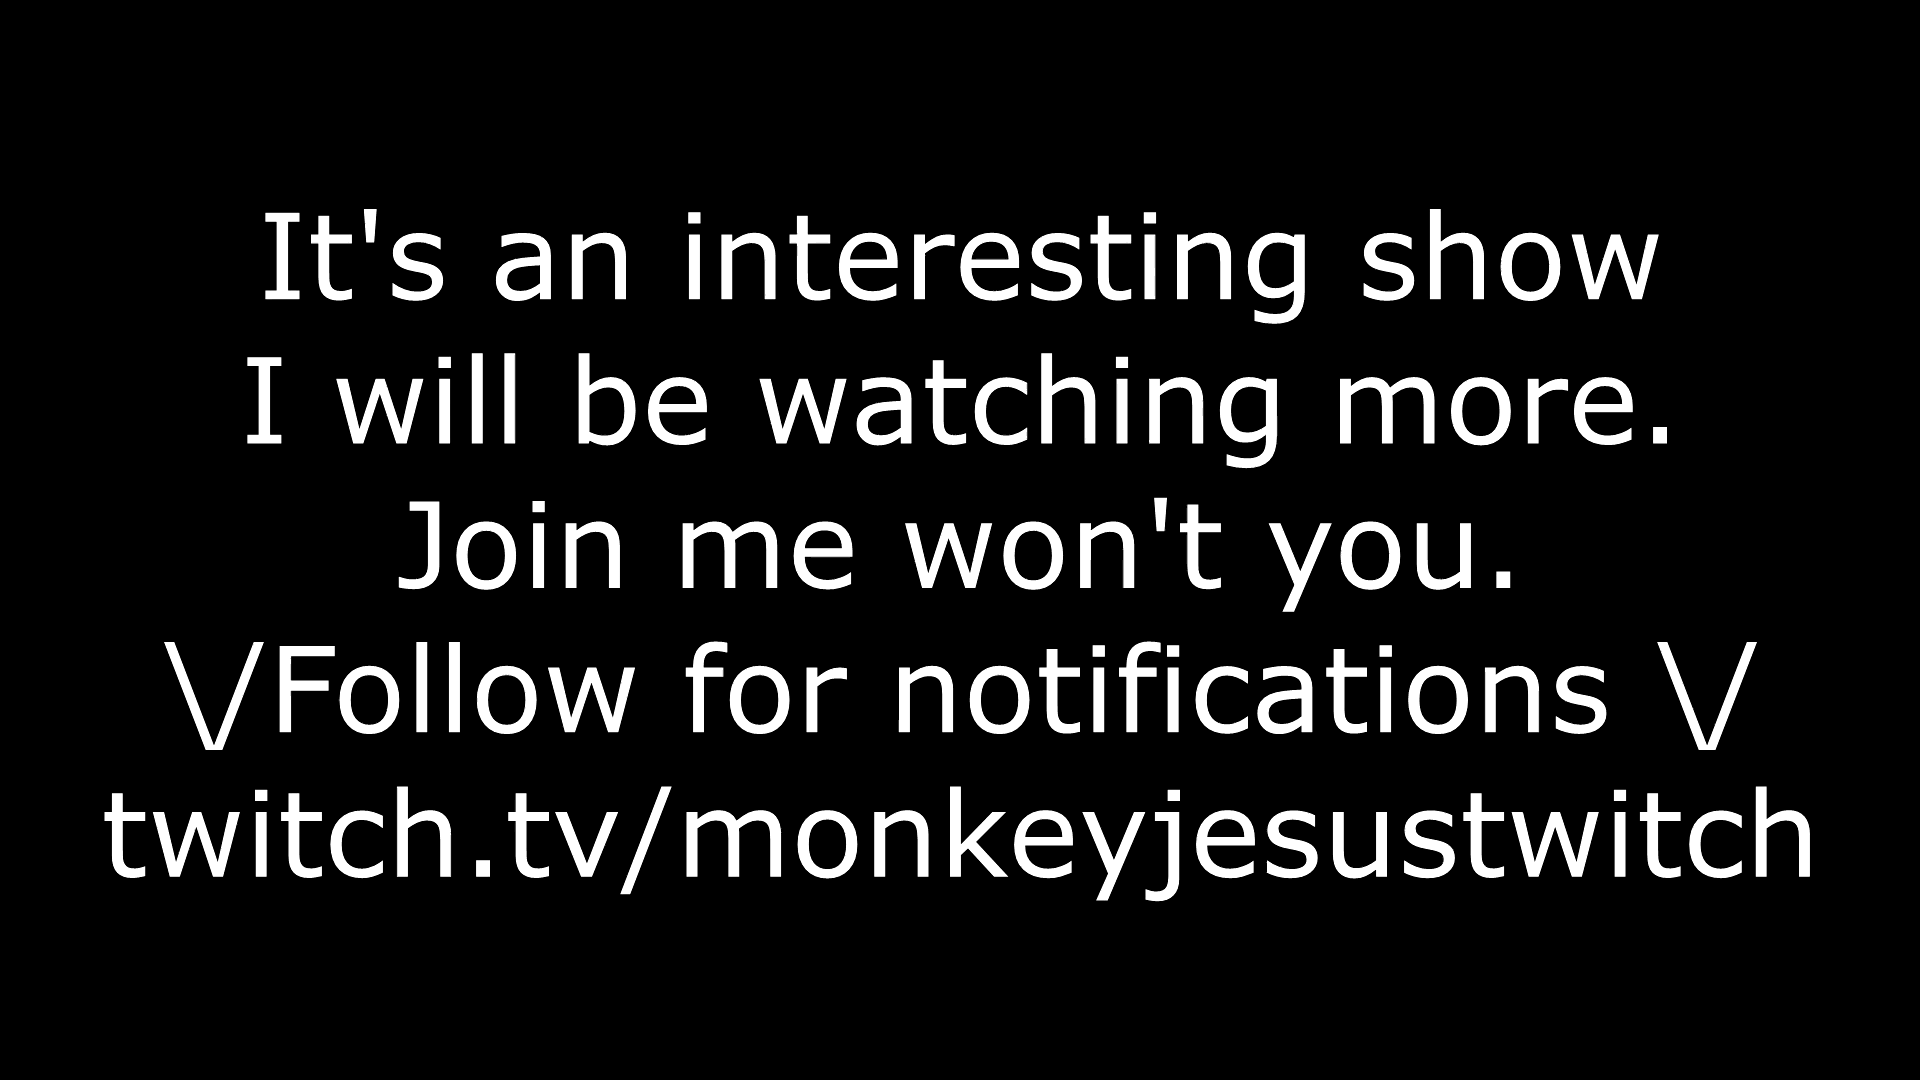 It's an interesting show
I will be watching more.
Join me won't you.
\/Follow for notifications \/
twitch.tv/monkeyjesustwitch